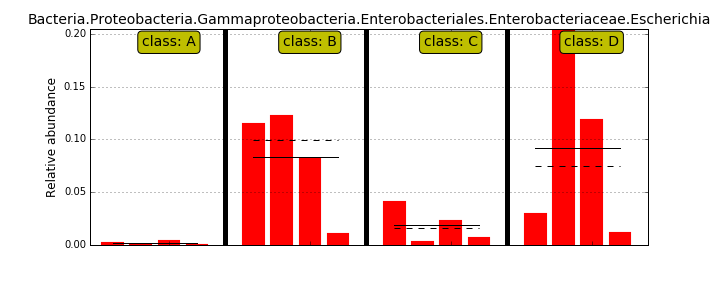 Bacteria.Proteobacteria.Gammaproteobacteria.Enterobacteriales.Enterobacteriaceae.Escherichia
class: A class: B class: C class: D
Relative abundance
0.20
0.15
0.10
0.05
0.00